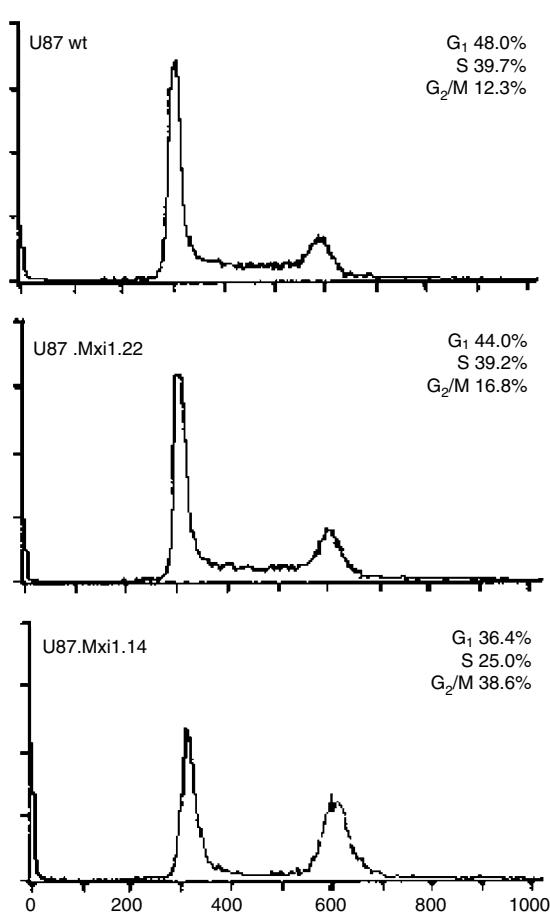 U87 wt
G₁ 48.0%
S 39.7%
G₂/M 12.3%
U87 .Mxi1.22
G₁ 44.0%
S 39.2%
G₂/M 16.8%
U87.Mxi1.14
G₁ 36.4%
S 25.0%
G₂/M 38.6%
0 200 400 600 800 1000